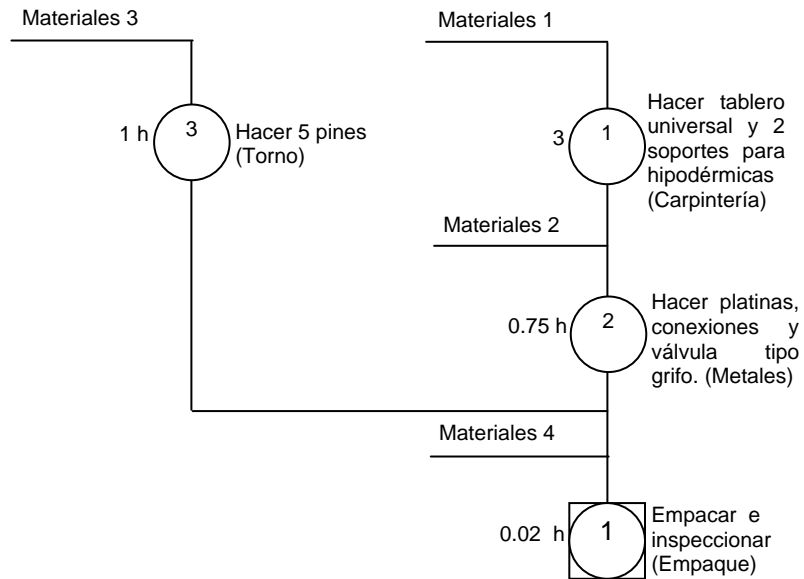 Materiales 3
Materiales 1
1 h
3
Hacer 5 pines
(Torno)
3
1
Hacer tablero
universal y 2
soportes para
hipodérmicas
(Carpintería)
Materiales 2
0.75 h
2
Hacer platinas,
conexiones y
válvula tipo
grifo. (Metales)
Materiales 4
0.02 h
1
Empacar e
inspeccionar
(Empaque)